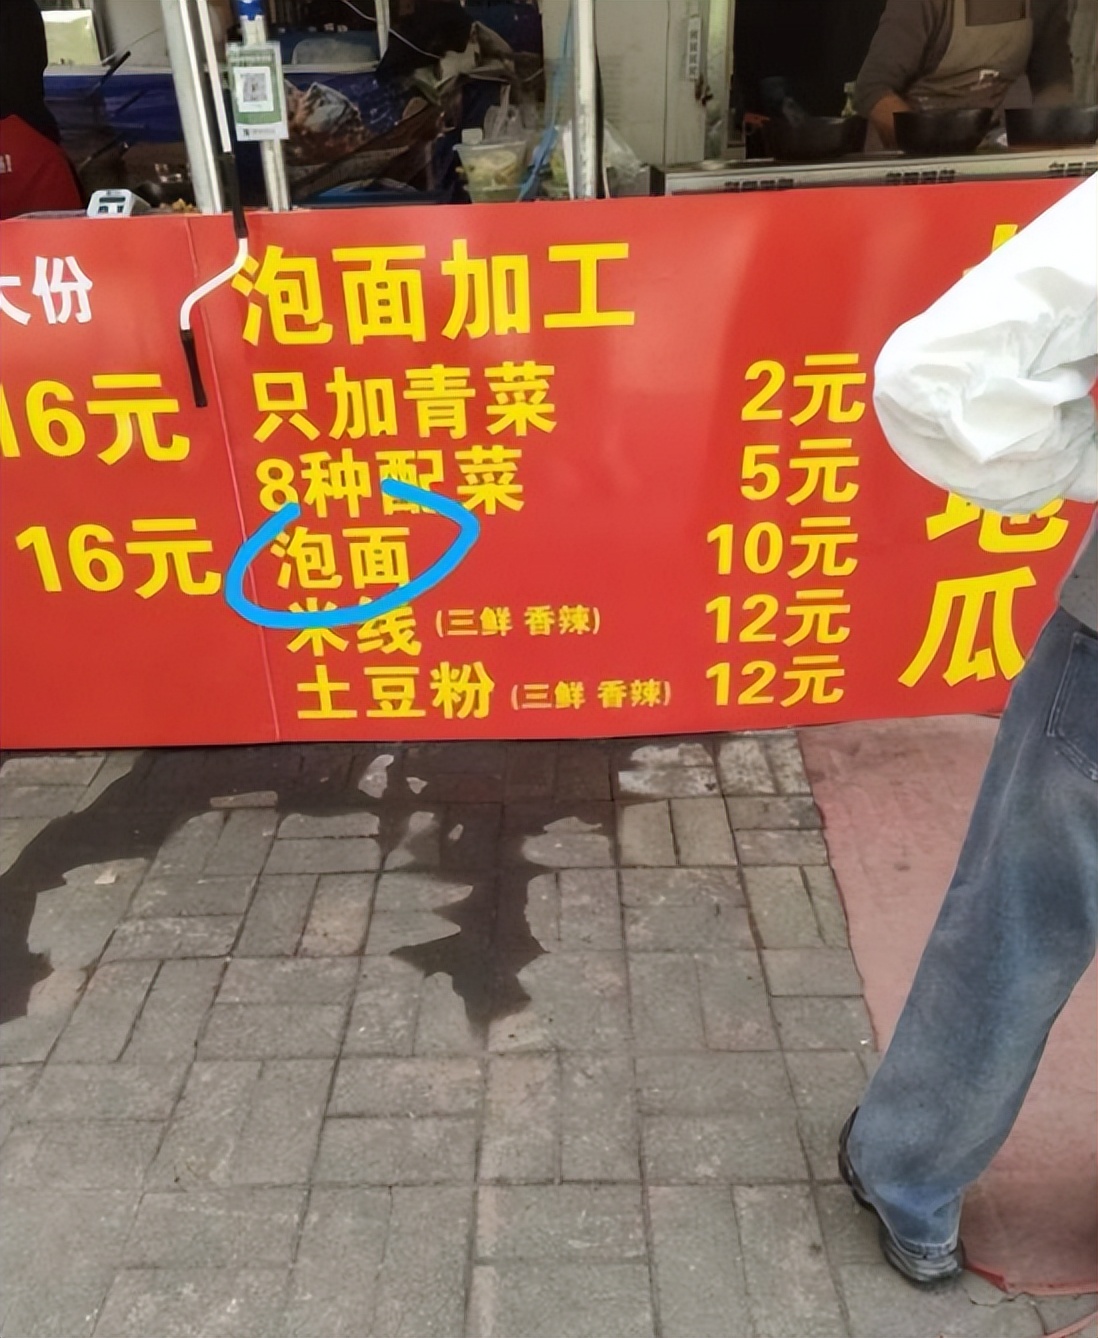 大份
16元
16元
泡面加工
只加青菜 2元
8种配菜 5元
泡面 10元
米线 (三鲜 香辣) 12元
土豆粉 (三鲜 香辣) 12元
地瓜